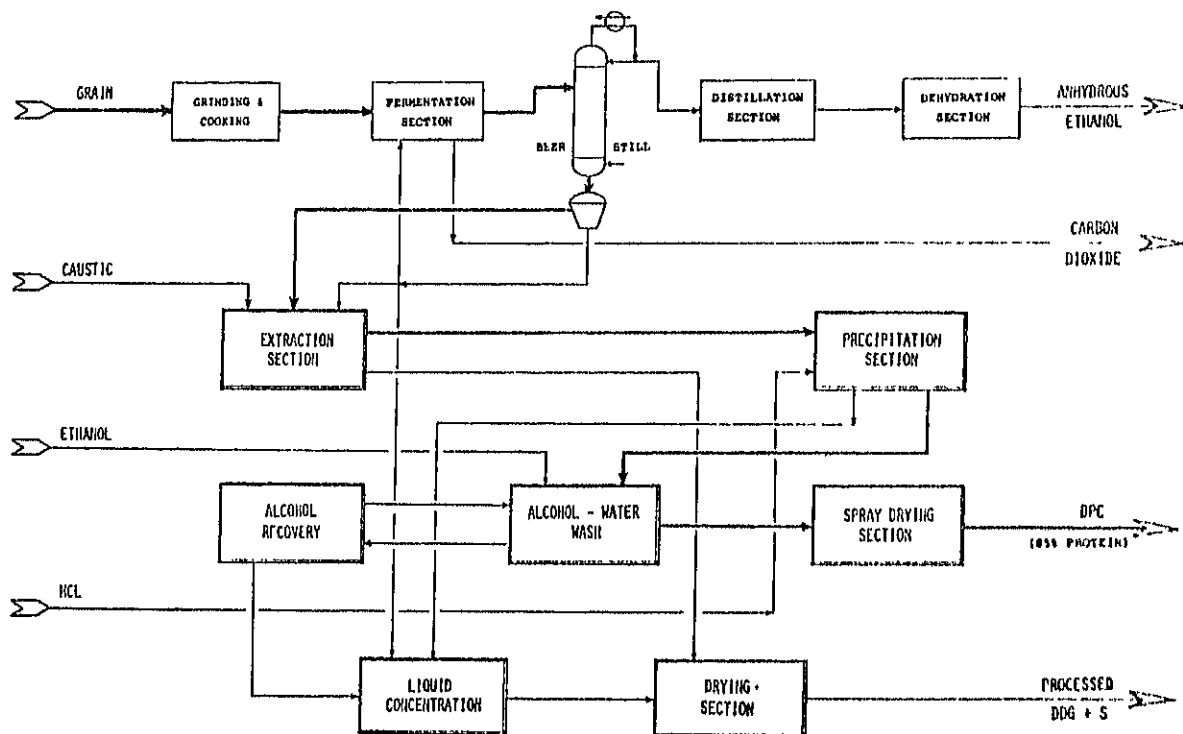 GRAIN
GRINDING &
COOKING
FERMENTATION
SECTION
BEER STILL
DISTILLATION
SECTION
DEHYDRATION
SECTION
ANHYDROUS
ETHANOL
CARBON
DIOXIDE
CAUSTIC
EXTRACTION
SECTION
PRECIPITATION
SECTION
ETHANOL
ALCOHOL
RECOVERY
ALCOHOL - WATER
WASH
SPRAY DRYING
SECTION
DPC
PROTEIN)
HCL
LIQUID
CONCENTRATION
DRYING
SECTION
PROCESSED
DDG + S